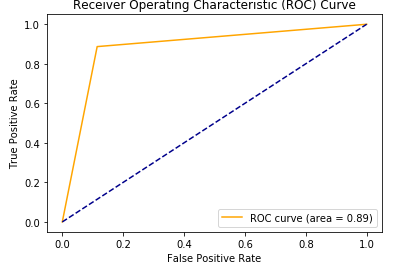 Receiver Operating Characteristic (ROC) Curve
1.0
0.8
0.6
0.4
0.2
0.0
True Positive Rate
ROC curve (area = 0.89)
0.0 0.2 0.4 0.6 0.8 1.0
False Positive Rate